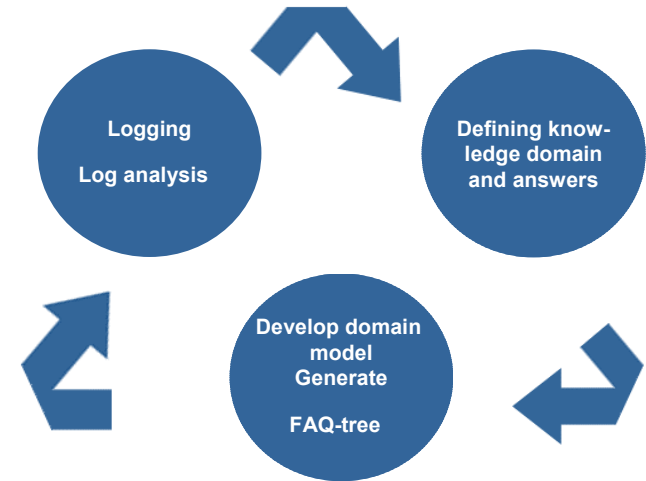 Logging
Log analysis
Defining know-
ledge domain
and answers
Develop domain
model
Generate
FAQ-tree